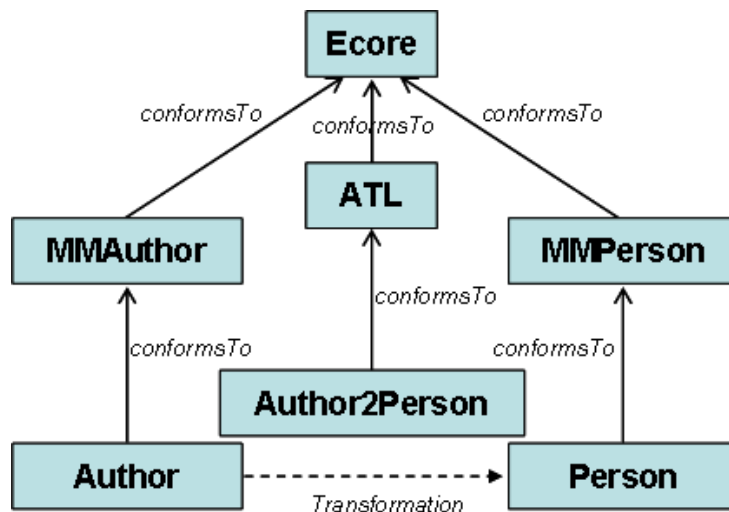 Ecore
conformsTo
conformsTo
conformsTo
ATL
MMAuthor
MMPerson
conformsTo
conformsTo
conformsTo
Author2Person
Author
Person
Transformation